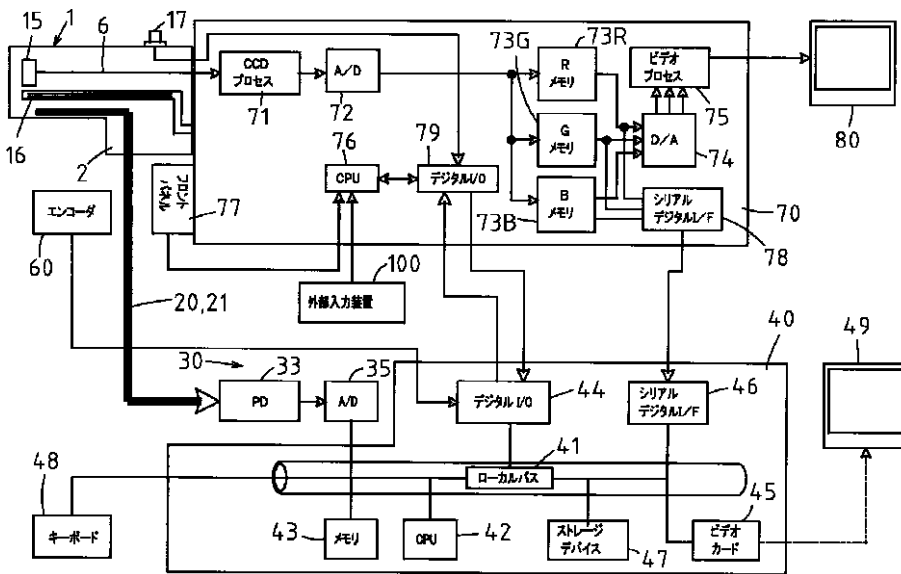 15
1
6
17
CCD
プロセス
71
A/D
72
73G
73R
R
メモリ
G
メモリ
B
メモリ
73B
ビデオ
プロセス
75
D/A
74
80
16
2
76
CPU
79
デジタルI/O
シリアル
デジタルI/F
78
70
フロント
パネル
77
エンコーダ
60
100
外部入力装置
20,21
30
33
PD
35
A/D
40
44
デジタルI/O
46
シリアル
デジタルI/F
49
41
ローカルバス
48
キーボード
43
メモリ
CPU
42
ストレージ
デバイス
47
45
ビデオ
カード